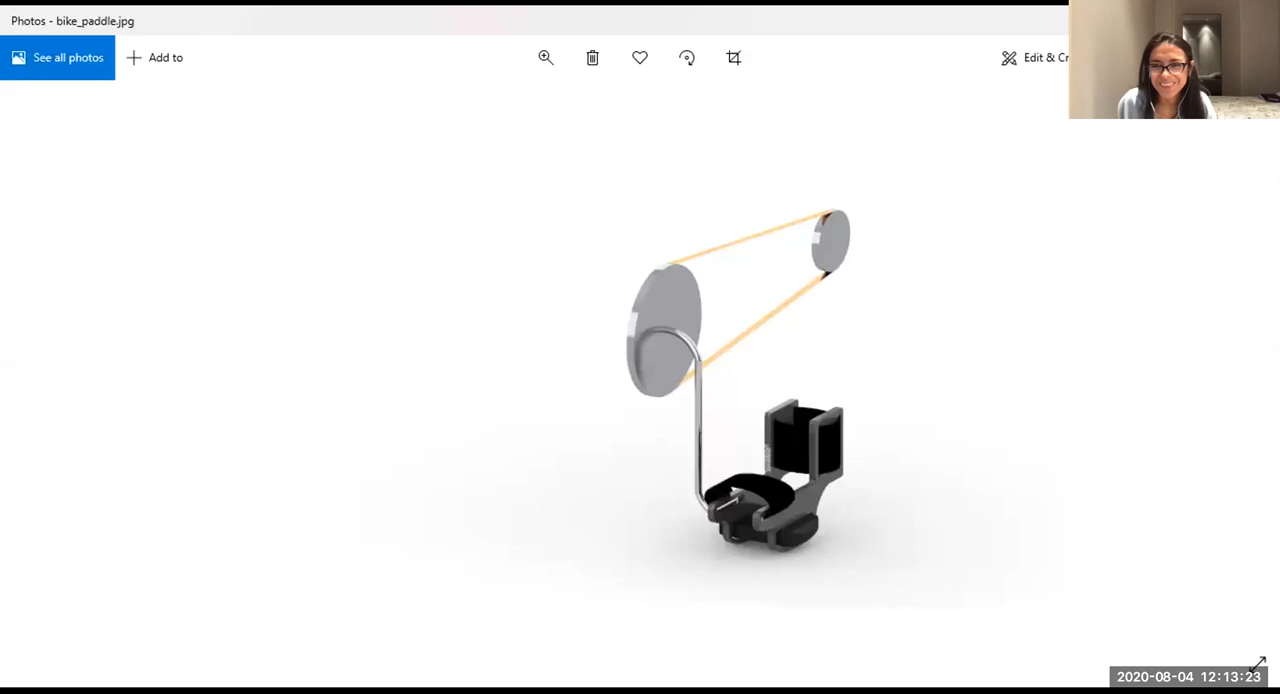 Photos - bike_paddle.jpg
See all photos
Add to
Edit & Cr
2020-08-04 12:13:23